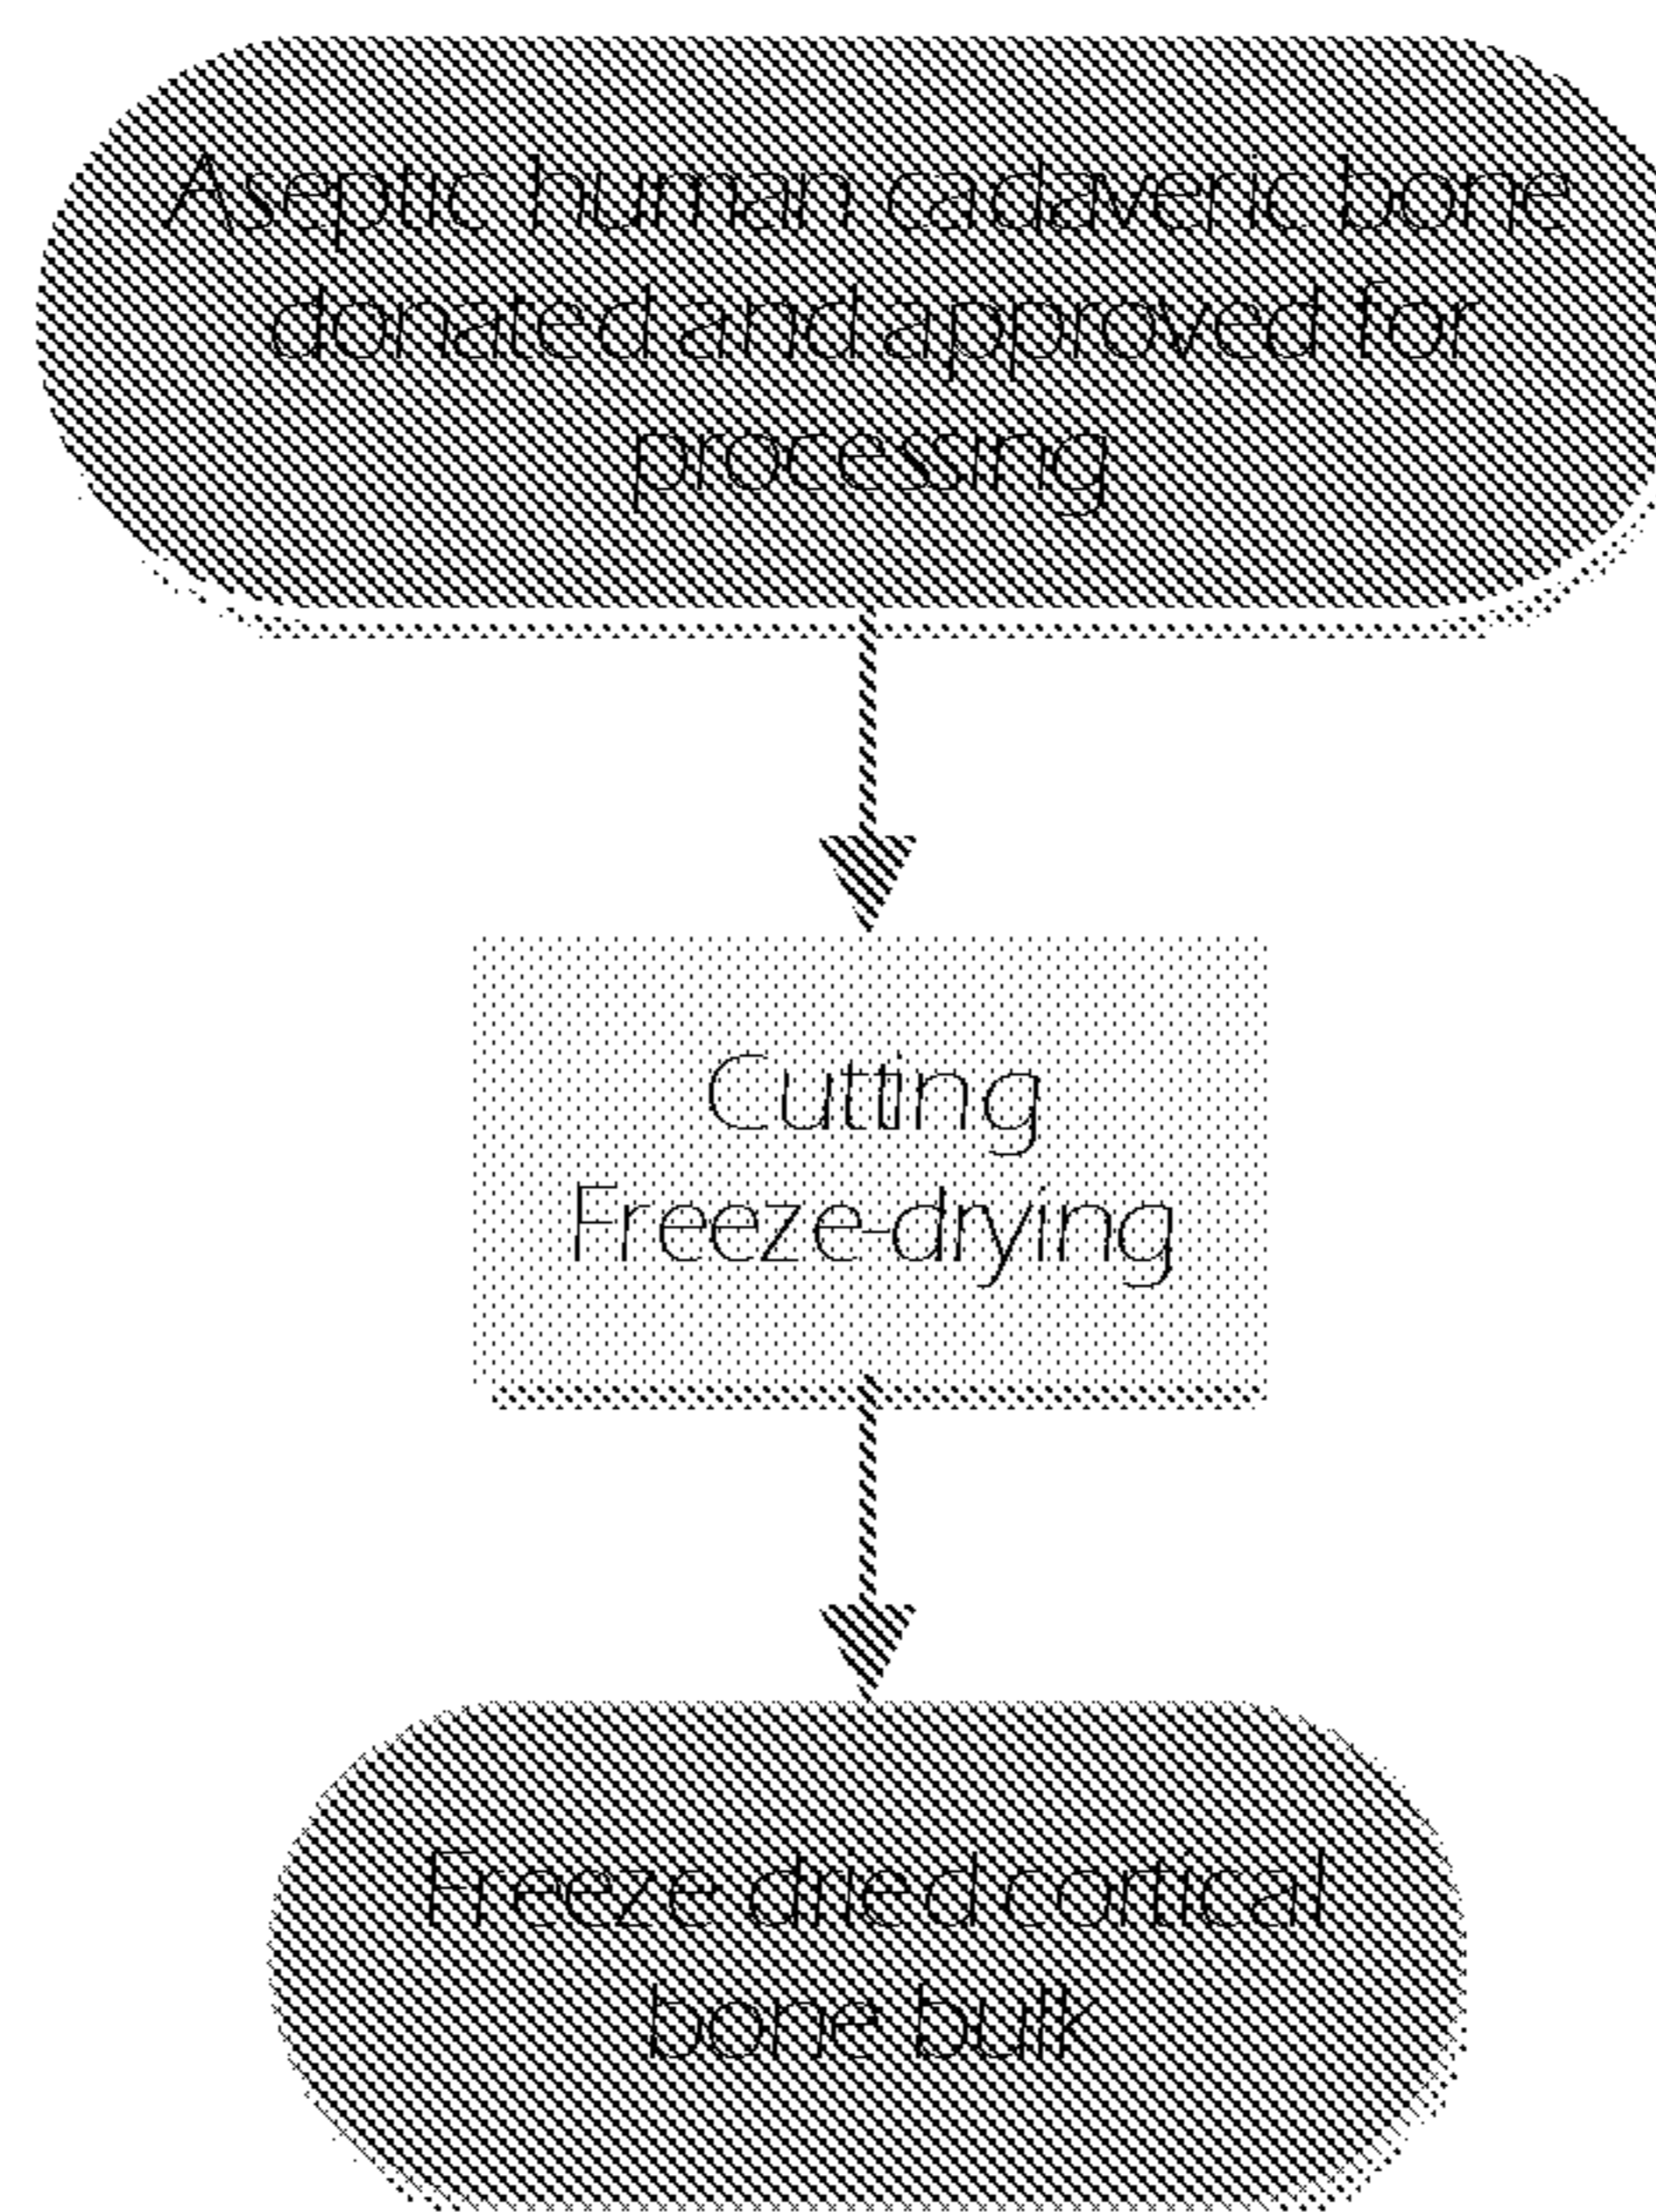 Aseptic human cadaveric bone
donated and approved for
processing
Cutting
Freeze-drying
Freeze dried cortical
bone bulk